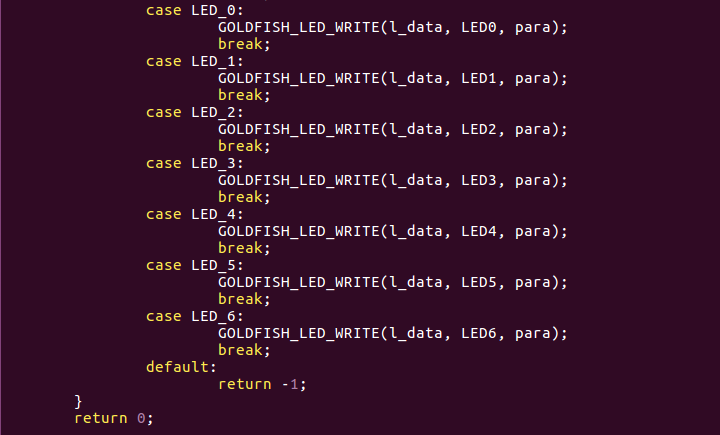 case LED_0:
GOLDFISH_LED_WRITE(l_data, LED0, para);
break;
case LED_1:
GOLDFISH_LED_WRITE(l_data, LED1, para);
break;
case LED_2:
GOLDFISH_LED_WRITE(l_data, LED2, para);
break;
case LED_3:
GOLDFISH_LED_WRITE(l_data, LED3, para);
break;
case LED_4:
GOLDFISH_LED_WRITE(l_data, LED4, para);
break;
case LED_5:
GOLDFISH_LED_WRITE(l_data, LED5, para);
break;
case LED_6:
GOLDFISH_LED_WRITE(l_data, LED6, para);
break;
default:
return -1;
}
return 0;